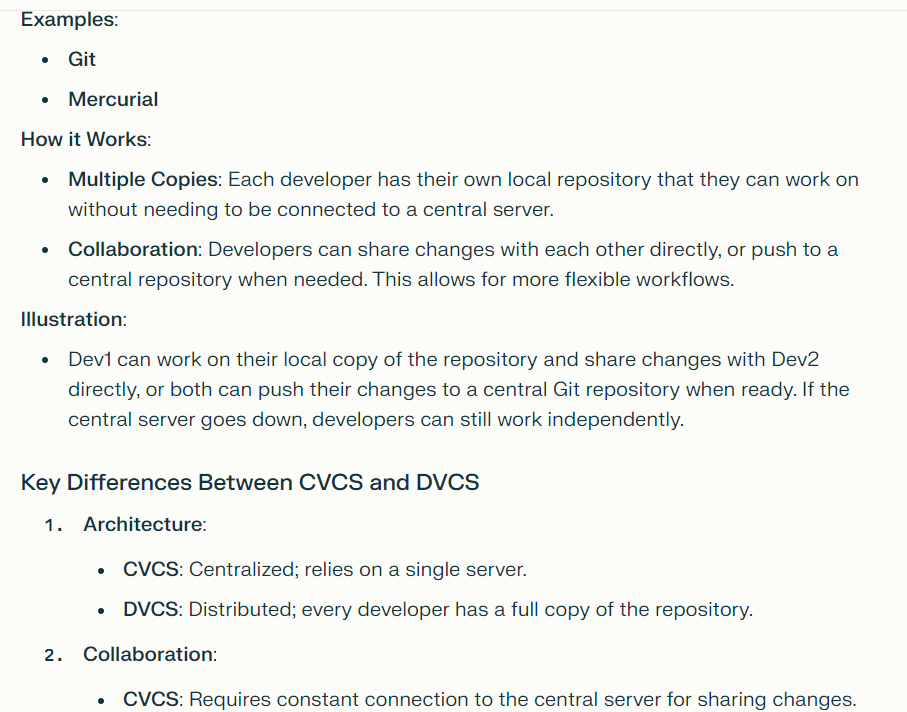 Examples:
• Git
• Mercurial
How it Works:
• Multiple Copies: Each developer has their own local repository that they can work on
without needing to be connected to a central server.
• Collaboration: Developers can share changes with each other directly, or push to a
central repository when needed. This allows for more flexible workflows.
Illustration:
• Dev1 can work on their local copy of the repository and share changes with Dev2
directly, or both can push their changes to a central Git repository when ready. If the
central server goes down, developers can still work independently.
Key Differences Between CVCS and DVCS
1. Architecture:
• CVCS: Centralized; relies on a single server.
• DVCS: Distributed; every developer has a full copy of the repository.
2. Collaboration:
• CVCS: Requires constant connection to the central server for sharing changes.